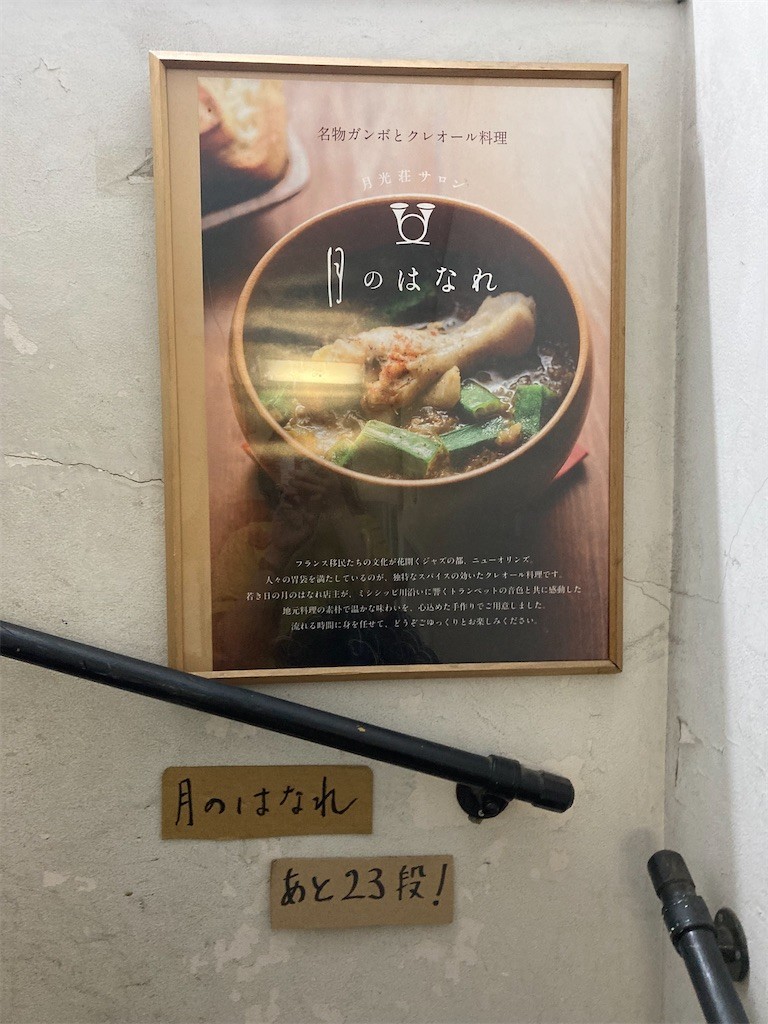 名物ガンボとクレオール料理
月光荘サロン
月のはなれ
フランス移民たちの文化が花開くジャズの都、ニューオリンズ。
人々の胃袋を満たしているのが、独特なスパイスの効いたクレオール料理です。
若き日の月のはなれ店主が、ミシシッピ川沿いに響くトランペットの音色と共に感動した
地元料理の素朴で温かな味わいを、心込めた手作りでご用意しました。
流れる時間に身を任せて、どうぞごゆっくりとお楽しみください。
月のはなれ
あと23段!